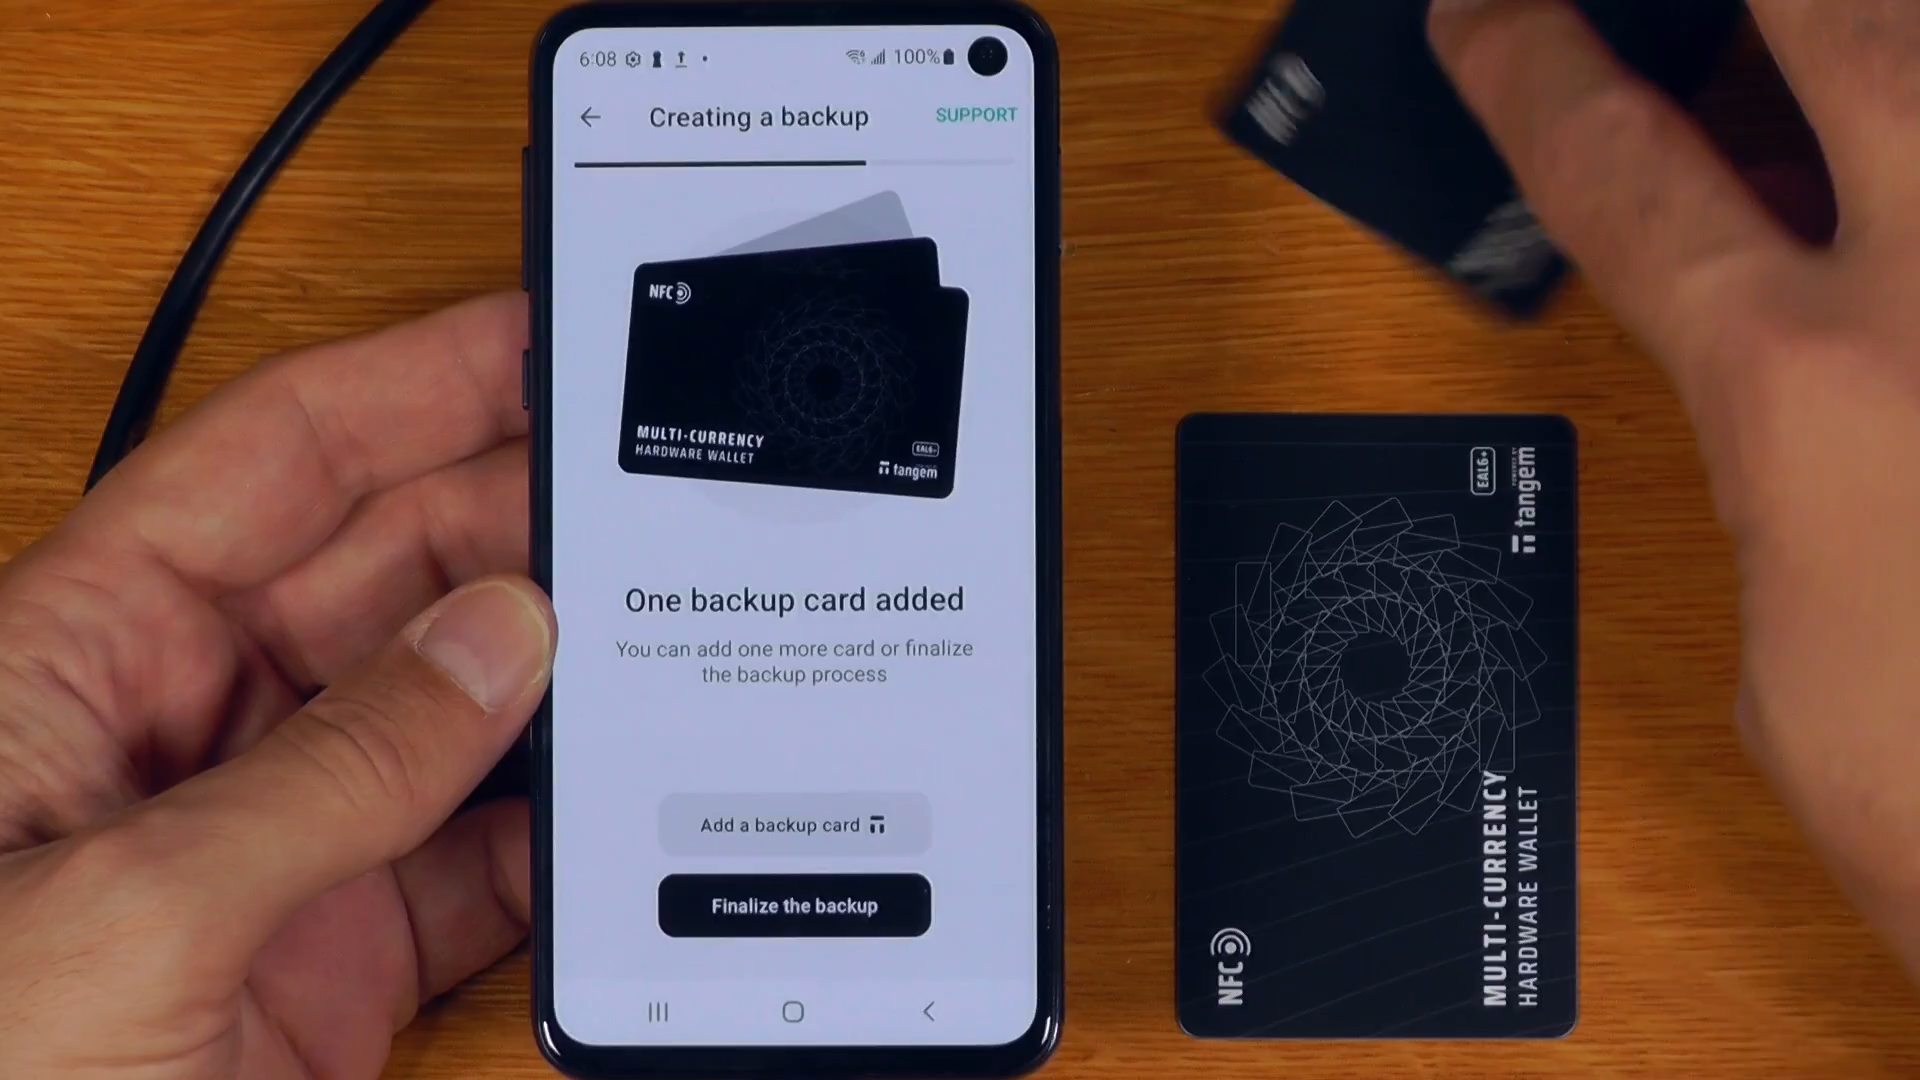 6:08
100%
Creating a backup
SUPPORT
NFC
MULTI-CURRENCY
HARDWARE WALLET
EAL6+
tangem
One backup card added
You can add one more card or finalize
the backup process
Add a backup card
Finalize the backup
EAL6+
POWERED BY
tangem
MULTI-CURRENCY
HARDWARE WALLET
NFC